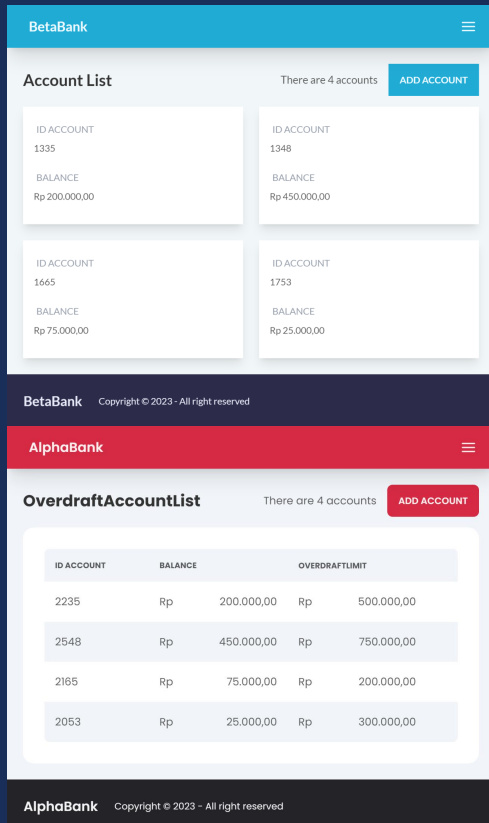 BetaBank
Account List There are 4 accounts ADD ACCOUNT
ID ACCOUNT
1335
BALANCE
Rp 200.000,00
ID ACCOUNT
1348
BALANCE
Rp 450.000,00
ID ACCOUNT
1665
BALANCE
Rp 75.000,00
ID ACCOUNT
1753
BALANCE
Rp 25.000,00
BetaBank Copyright © 2023 - All right reserved
AlphaBank
OverdraftAccountList There are 4 accounts ADD ACCOUNT
ID ACCOUNT BALANCE OVERDRAFTLIMIT
2235 Rp 200.000,00 Rp 500.000,00
2548 Rp 450.000,00 Rp 750.000,00
2165 Rp 75.000,00 Rp 200.000,00
2053 Rp 25.000,00 Rp 300.000,00
AlphaBank Copyright © 2023 - All right reserved